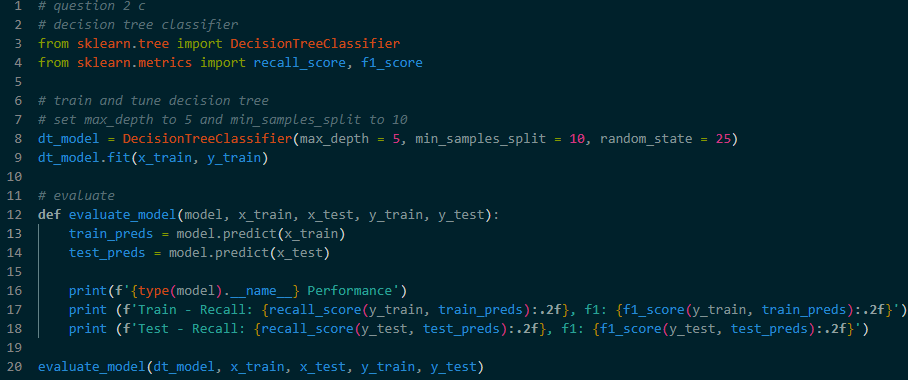 1 # question 2 c
2 # decision tree classifier
3 from sklearn.tree import DecisionTreeClassifier
4 from sklearn.metrics import recall_score, f1_score
5
6 # train and tune decision tree
7 # set max_depth to 5 and min_samples_split to 10
8 dt_model = DecisionTreeClassifier(max_depth = 5, min_samples_split = 10, random_state = 25)
9 dt_model.fit(x_train, y_train)
10
11 # evaluate
12 def evaluate_model(model, x_train, x_test, y_train, y_test):
13     train_preds = model.predict(x_train)
14     test_preds = model.predict(x_test)
15
16     print(f'{type(model).__name__} Performance')
17     print (f'Train - Recall: {recall_score(y_train, train_preds):.2f}, f1: {f1_score(y_train, train_preds):.2f}')
18     print (f'Test - Recall: {recall_score(y_test, test_preds):.2f}, f1: {f1_score(y_test, test_preds):.2f}')
19
20 evaluate_model(dt_model, x_train, x_test, y_train, y_test)